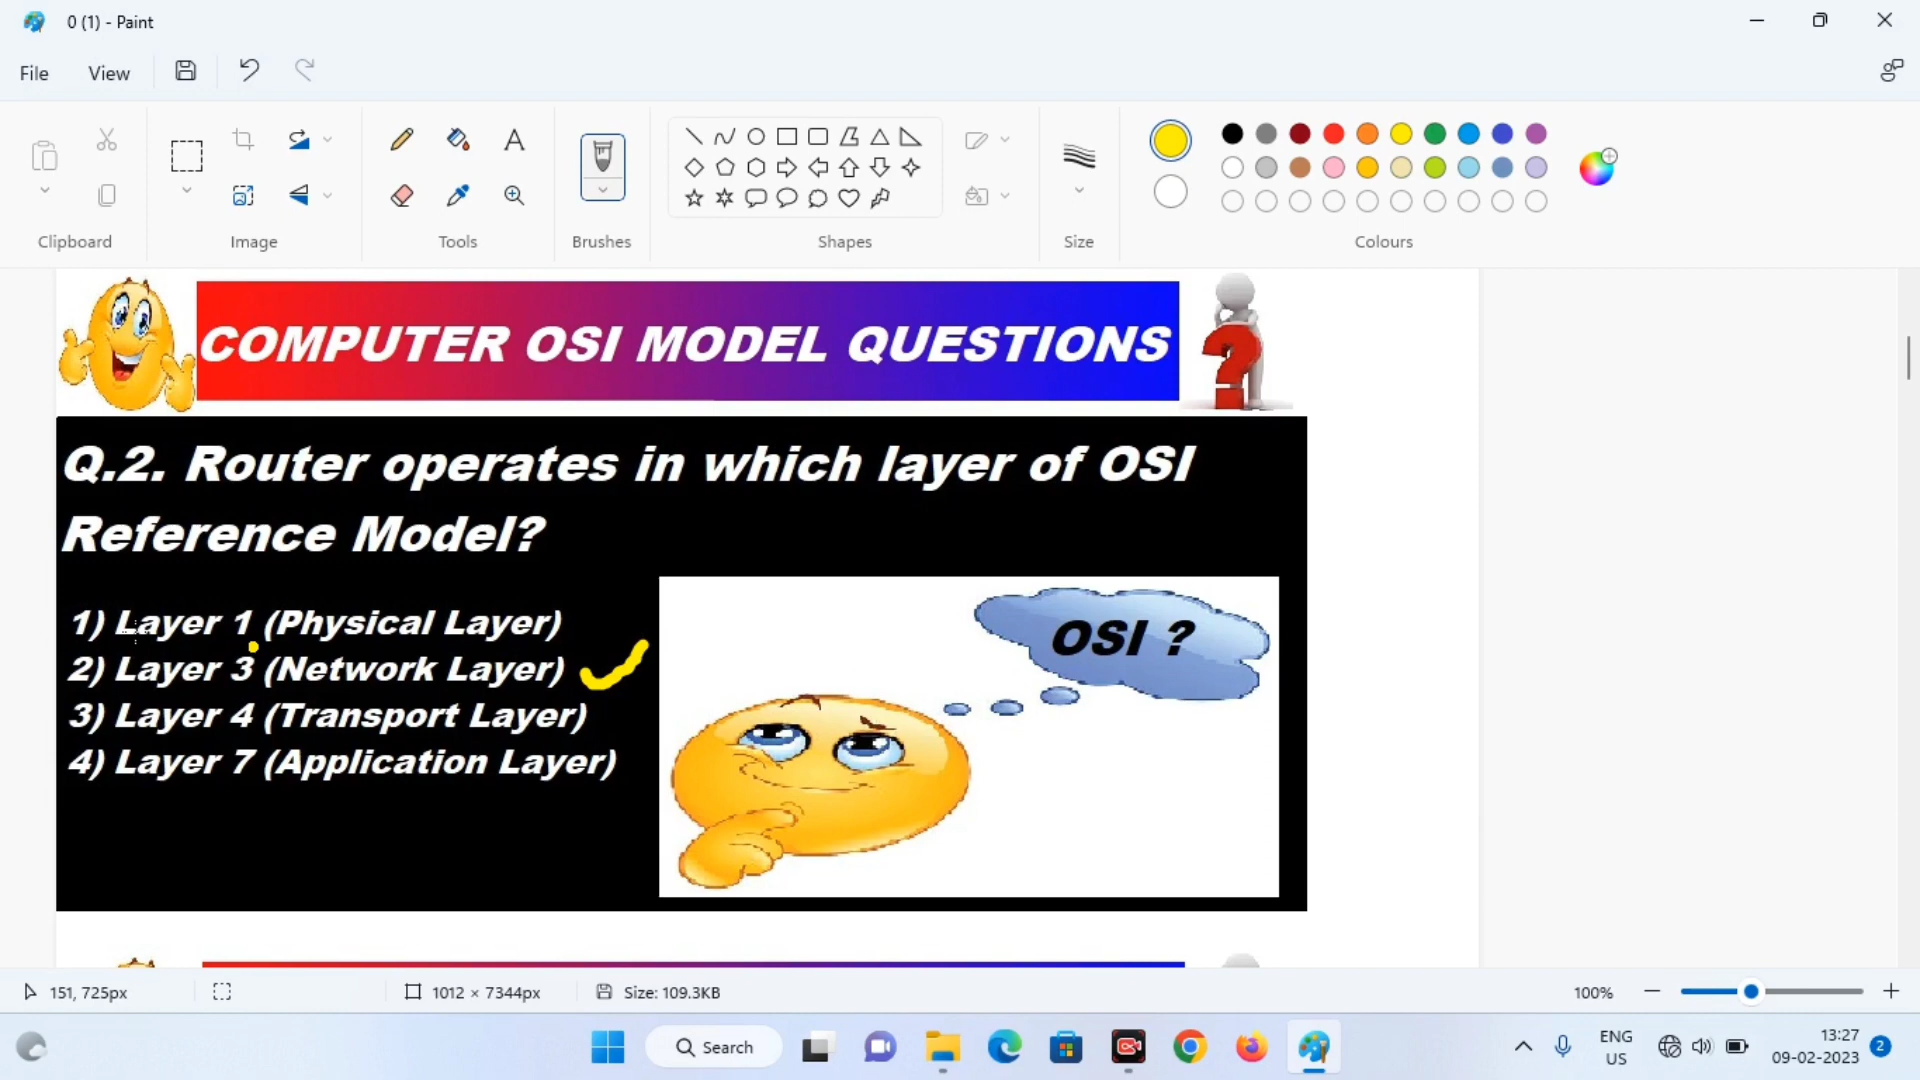 0 (1) - Paint
File
View
Clipboard
Image
Tools
Brushes
Shapes
Size
Colours
COMPUTER OSI MODEL QUESTIONS
Q.2. Router operates in which layer of OSI
Reference Model?
1) Layer 1 (Physical Layer)
2) Layer 3 (Network Layer)
3) Layer 4 (Transport Layer)
4) Layer 7 (Application Layer)
OSI ?
151, 725px
1012 × 7344px
Size: 109.3KB
100%
Search
ENG
US
13:27
09-02-2023
2